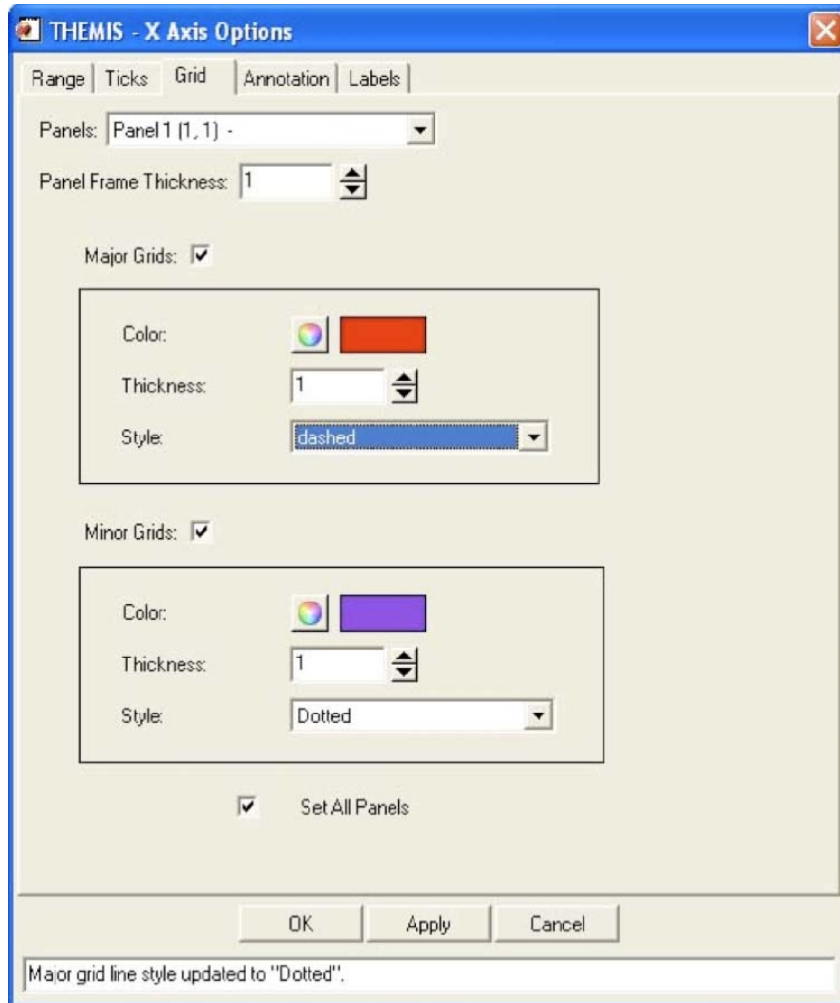 THEMIS - X Axis Options
Range Ticks Grid Annotation Labels
Panels: Panel 1 (1, 1) -
Panel Frame Thickness: 1
Major Grids:
Color:
Thickness: 1
Style: dashed
Minor Grids:
Color:
Thickness: 1
Style: Dotted
Set All Panels
OK Apply Cancel
Major grid line style updated to "Dotted".